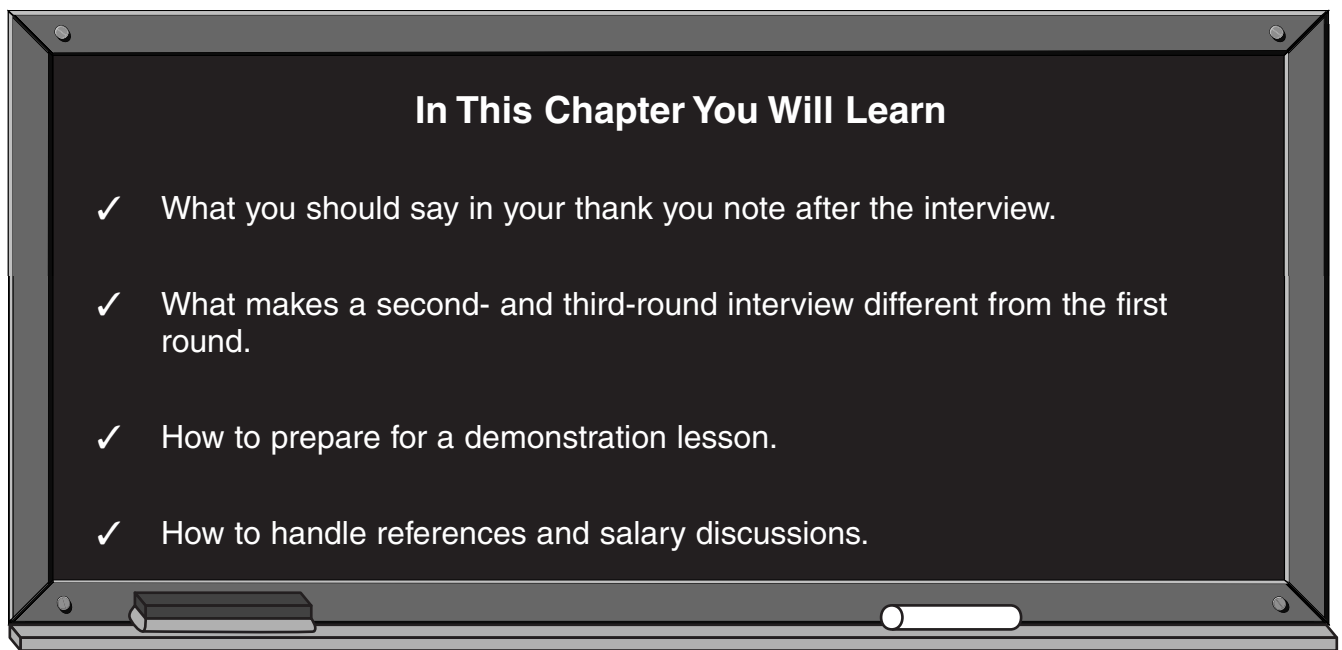 In This Chapter You Will Learn
✓ What you should say in your thank you note after the interview.
✓ What makes a second- and third-round interview different from the first
round.
✓ How to prepare for a demonstration lesson.
✓ How to handle references and salary discussions.